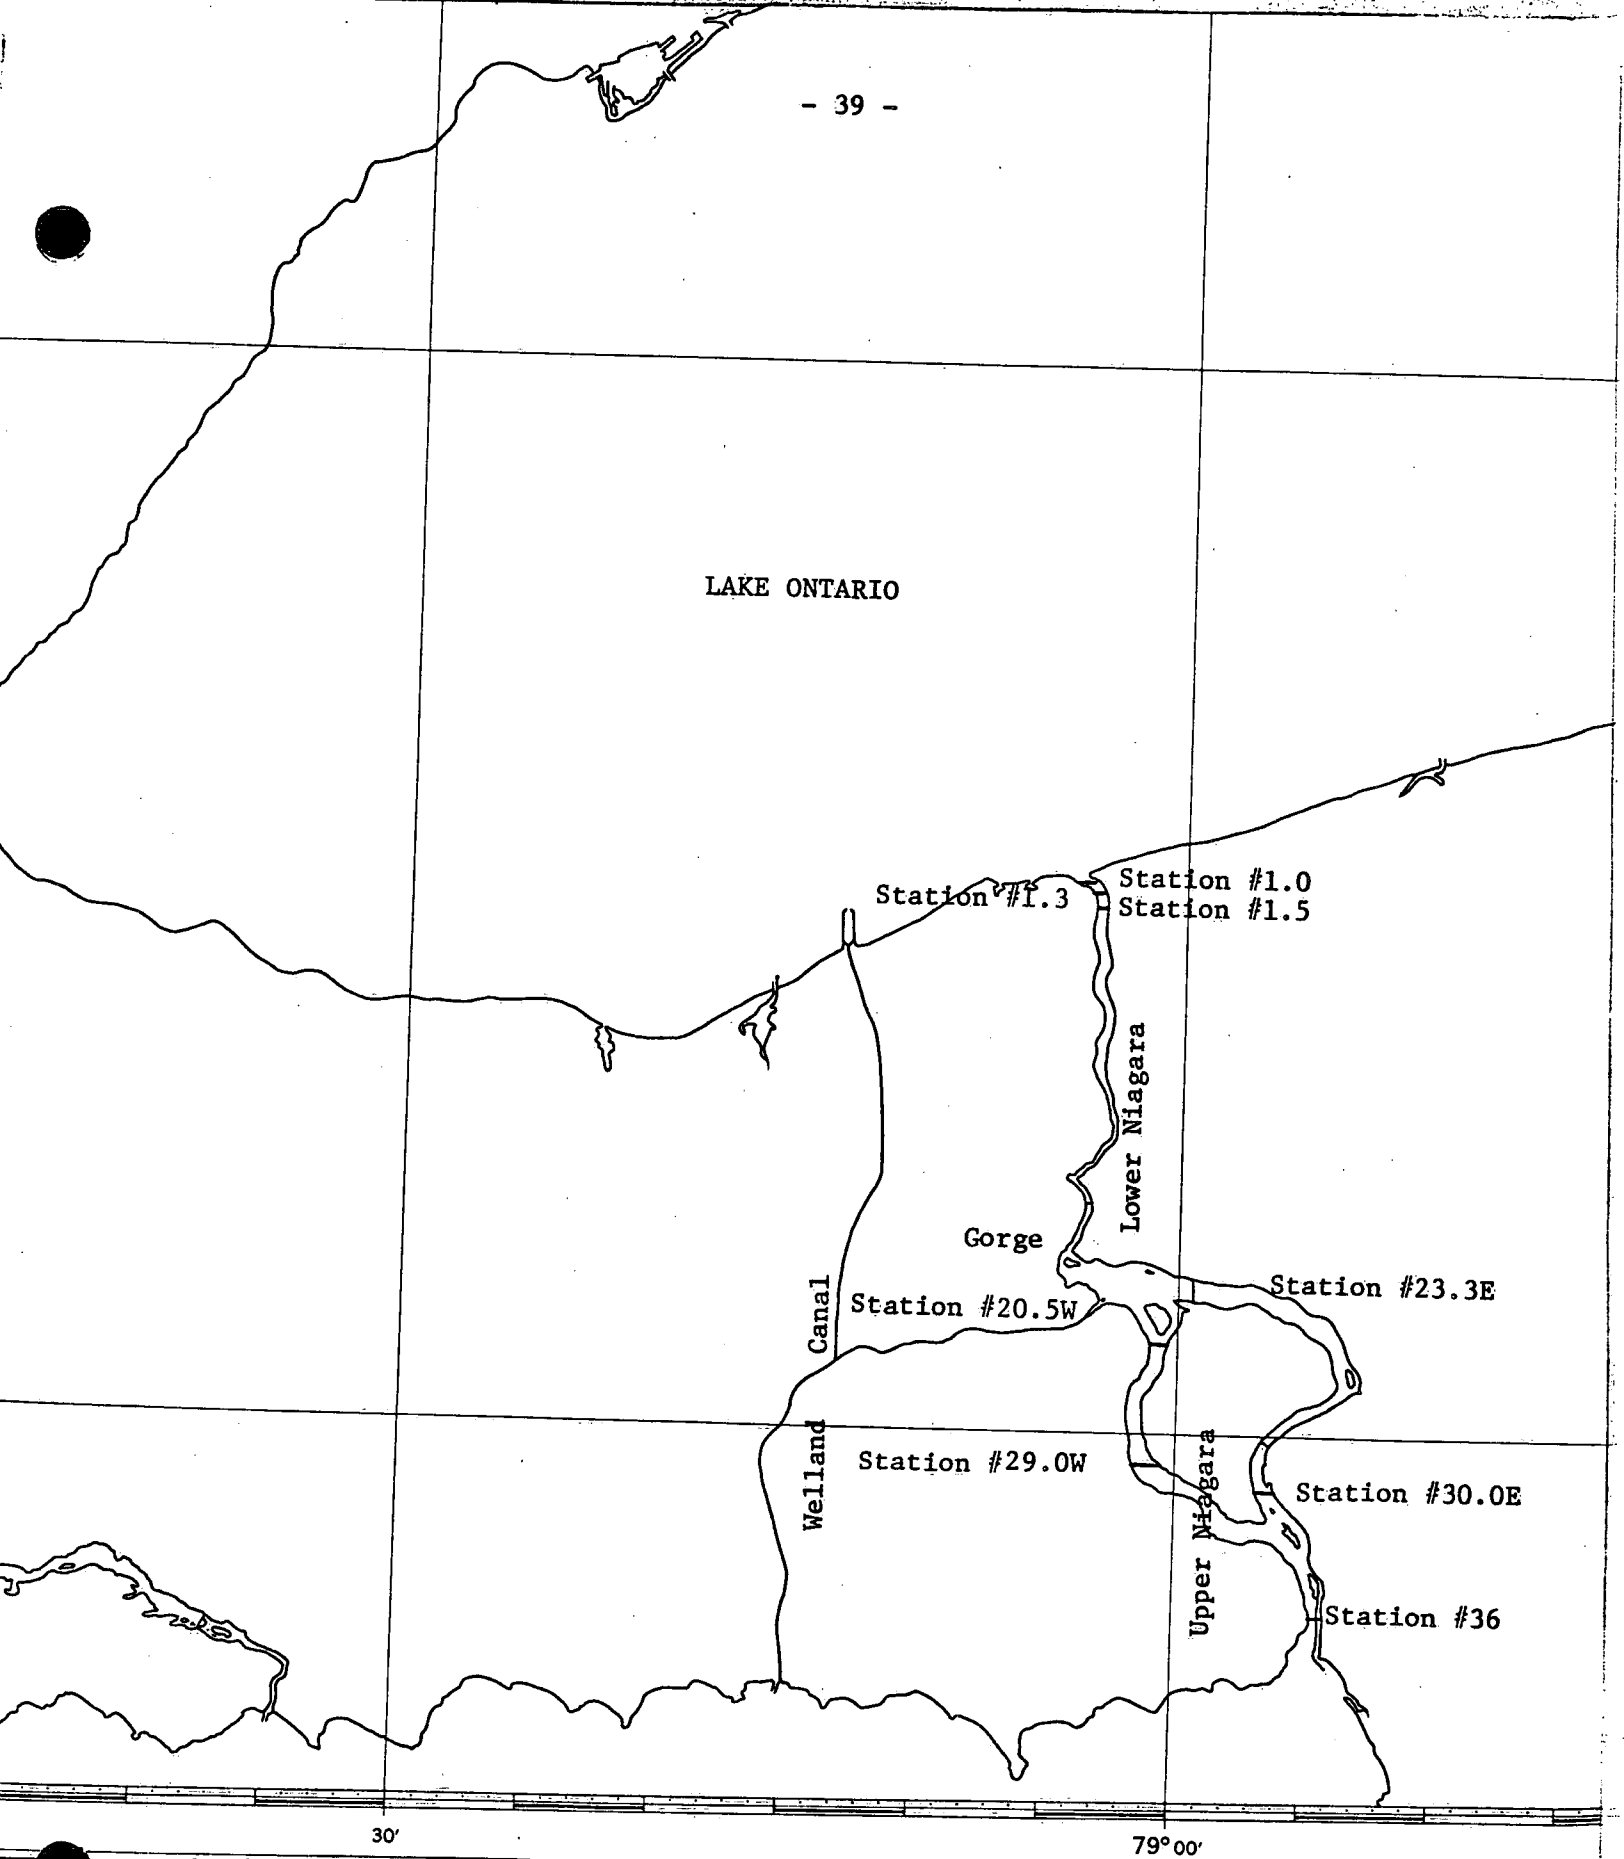 - 39 -
LAKE ONTARIO
Station #1.0
Station #1.3
Station #1.5
Lower Niagara
Gorge
Station #23.3E
Station #20.5W
Welland Canal
Station #29.0W
Upper Niagara
Station #30.0E
Station #36
30'
79° 00'